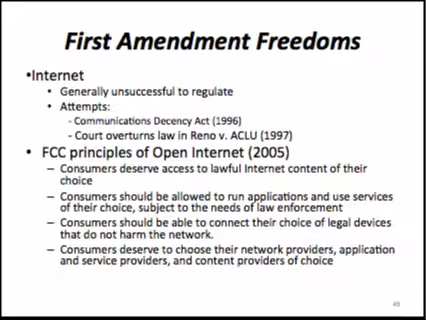 First Amendment Freedoms
•Internet
• Generally unsuccessful to regulate
• Attempts:
- Communications Decency Act (1996)
- Court overturns law in Reno v. ACLU (1997)
• FCC principles of Open Internet (2005)
– Consumers deserve access to lawful Internet content of their
choice
– Consumers should be allowed to run applications and use services
of their choice, subject to the needs of law enforcement
– Consumers should be able to connect their choice of legal devices
that do not harm the network.
– Consumers deserve to choose their network providers, application
and service providers, and content providers of choice